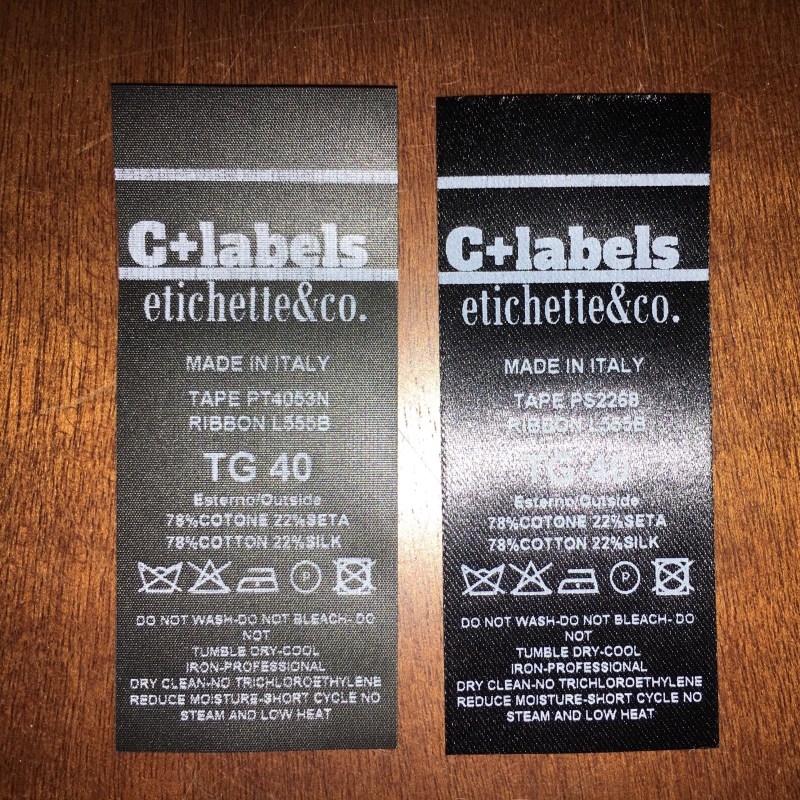 C+labels
etichette&co.
MADE IN ITALY
TAPE PT4053N
RIBBON L555B
TG 40
Esterno/Outside
78%COTONE 22%SETA
78%COTTON 22%SILK
P
DO NOT WASH-DO NOT BLEACH- DO
NOT
TUMBLE DRY-COOL
IRON-PROFESSIONAL
DRY CLEAN-NO TRICHLOROETHYLENE
REDUCE MOISTURE-SHORT CYCLE NO
STEAM AND LOW HEAT
C+labels
etichette&co.
MADE IN ITALY
TAPE PS226B
RIBBON L555B
TG 40
Esterno/Outside
78%COTONE 22%SETA
78%COTTON 22%SILK
P
DO NOT WASH-DO NOT BLEACH- DO
NOT
TUMBLE DRY-COOL
IRON-PROFESSIONAL
DRY CLEAN-NO TRICHLOROETHYLENE
REDUCE MOISTURE-SHORT CYCLE NO
STEAM AND LOW HEAT